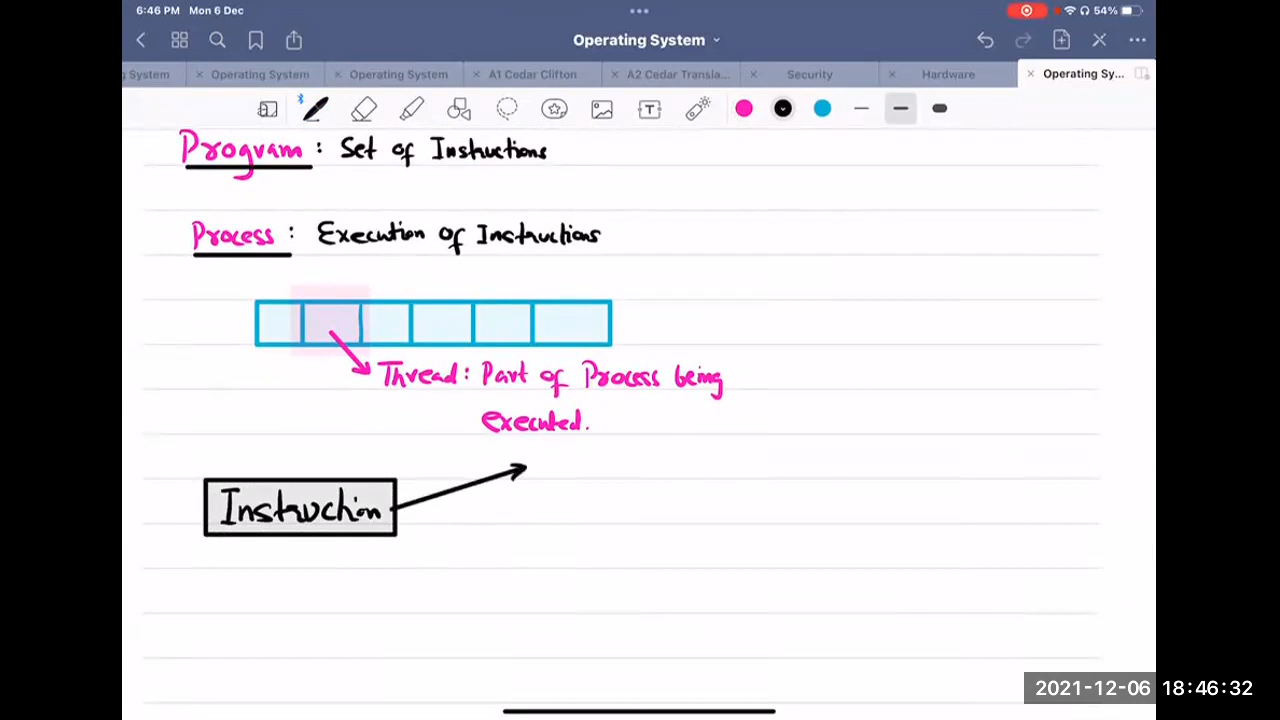 6:46 PM Mon 6 Dec
54%
Operating System
g System
Operating System
Operating System
A1 Cedar Clifton
A2 Cedar Transla...
Security
Hardware
Operating Sy...
Program : Set of Instructions
Process : Execution of Instructions
Thread : Part of Process being
executed.
Instruction
2021-12-06 18:46:32